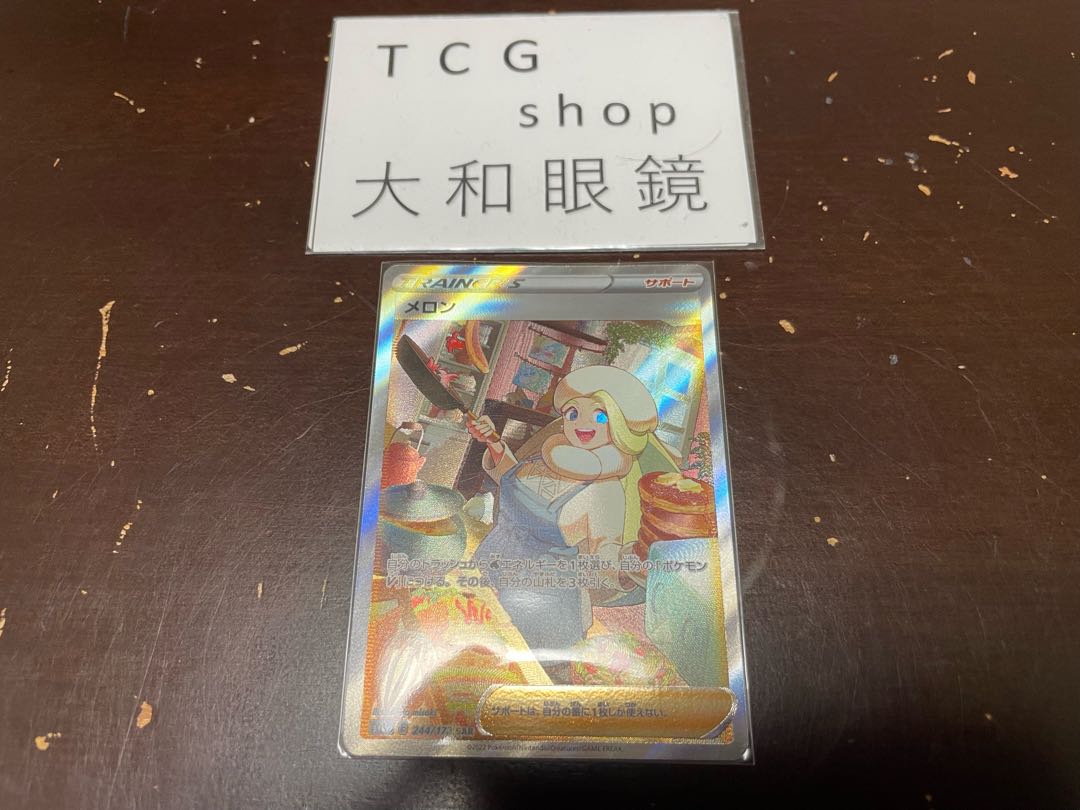 TCG
shop
大和眼鏡
TRAINERS
サポート
メロン
自分のトラッシュからエネルギーを1枚選び、自分の「ポケモン
V」につける。その後、自分の山札を3枚引く。
サポートは、自分の番に1枚しか使えない。
244/172 SAR
©2022 Pokémon/Nintendo/Creatures/GAME FREAK